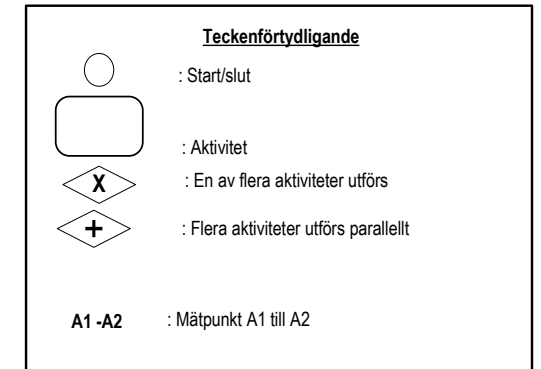 Teckenförtydligande
: Start/slut
: Aktivitet
X : En av flera aktiviteter utförs
+ : Flera aktiviteter utförs parallellt
A1 -A2 : Mätpunkt A1 till A2